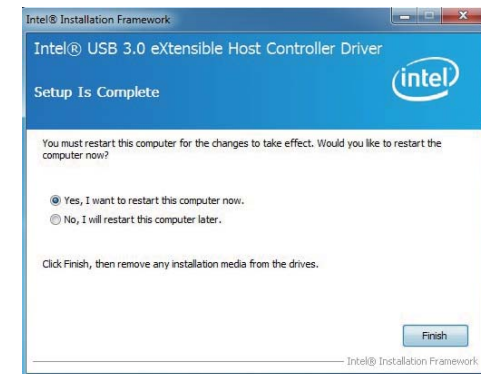 Intel® Installation Framework
Intel® USB 3.0 eXtensible Host Controller Driver
Setup Is Complete
intel
You must restart this computer for the changes to take effect. Would you like to restart the
computer now?
Yes, I want to restart this computer now.
No, I will restart this computer later.
Click Finish, then remove any installation media from the drives.
Finish
Intel® Installation Framework